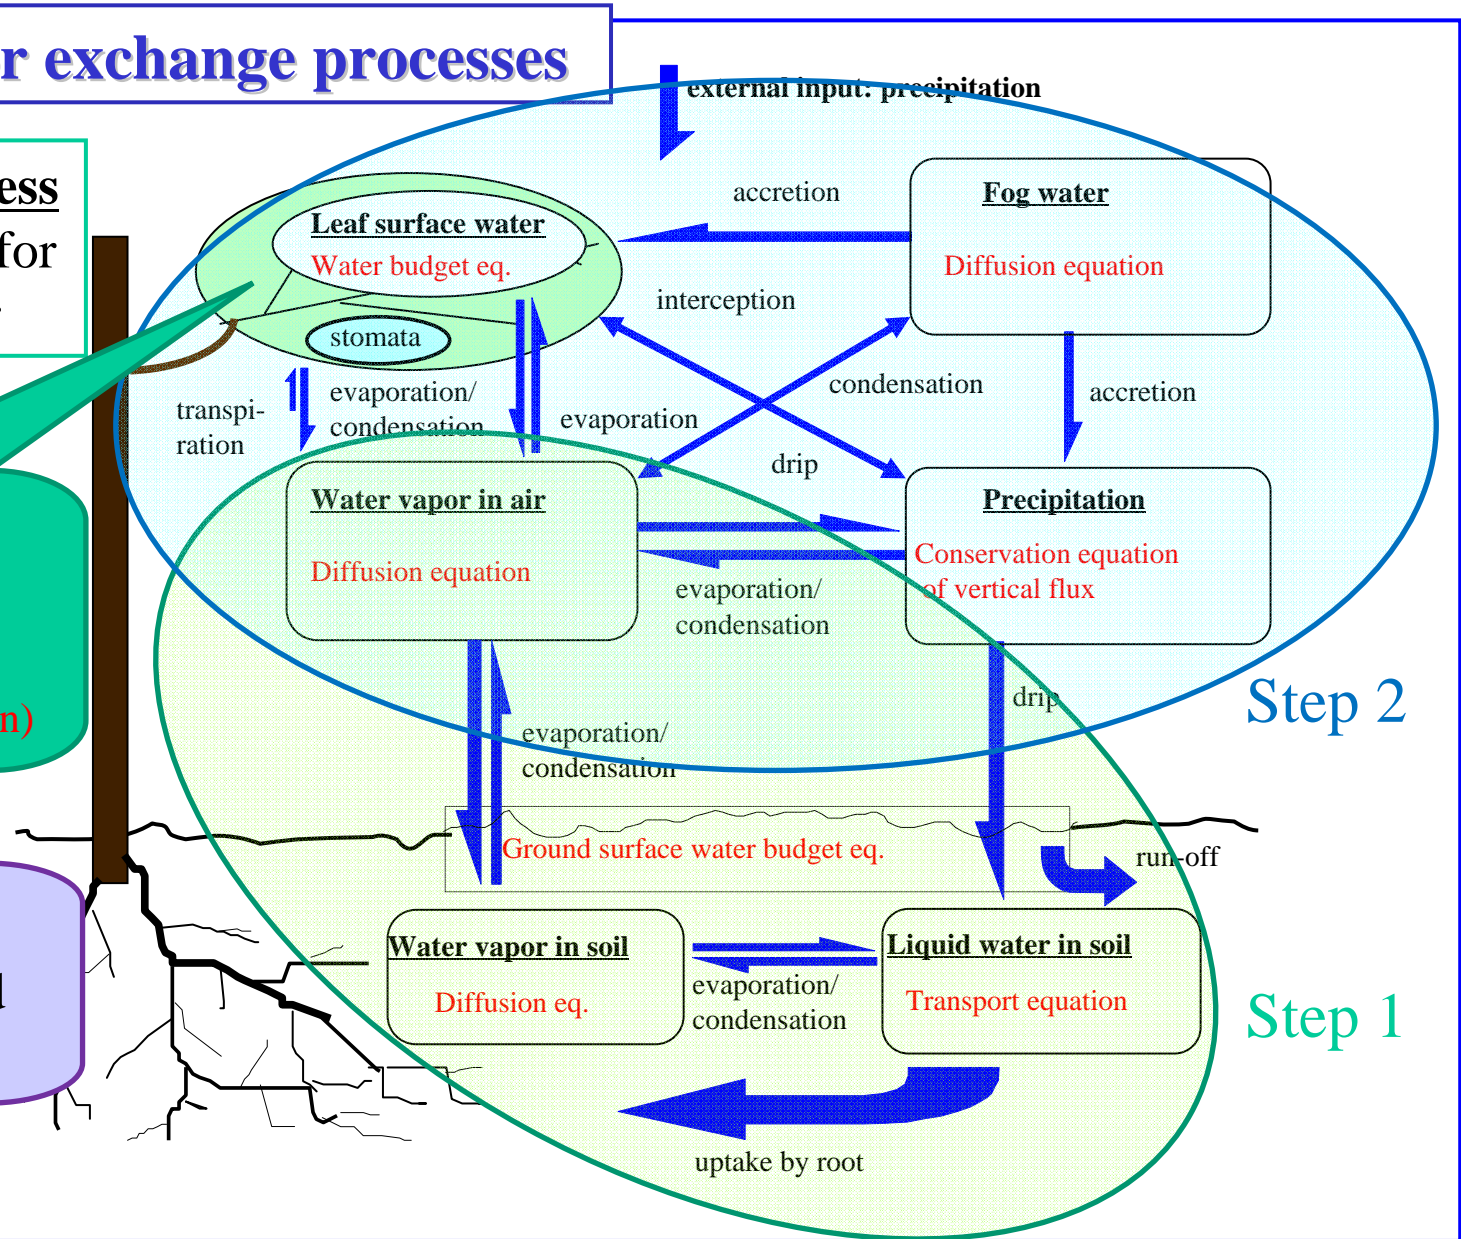 r exchange processes
external input: precipitation
ess
for
accretion
Fog water
Diffusion equation
Leaf surface water
Water budget eq.
interception
stomata
condensation
accretion
transpi-
ration
evaporation/
condensation
evaporation
drip
Water vapor in air
Diffusion equation
Precipitation
Conservation equation
of vertical flux
evaporation/
condensation
n)
drip
Step 2
evaporation/
condensation
Ground surface water budget eq.
run-off
Water vapor in soil
Diffusion eq.
Liquid water in soil
Transport equation
evaporation/
condensation
Step 1
uptake by root